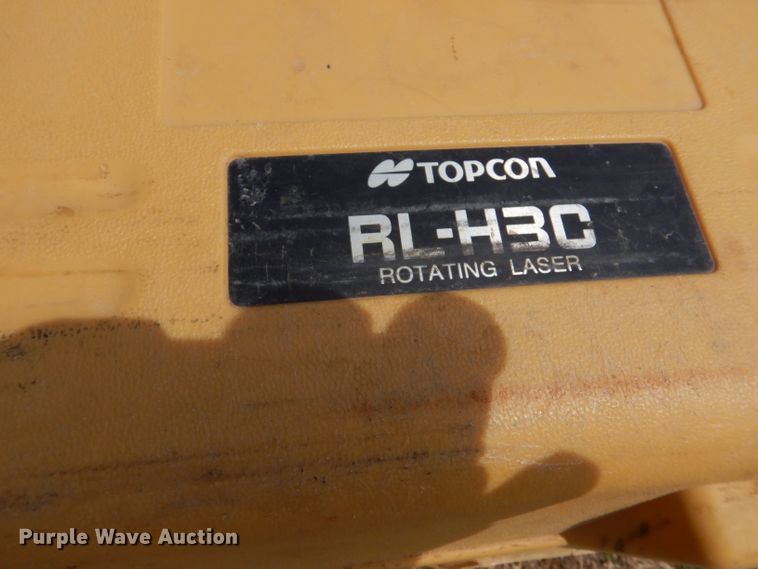 TOPCON
RL-H3C
ROTATING LASER
Purple Wave Auction